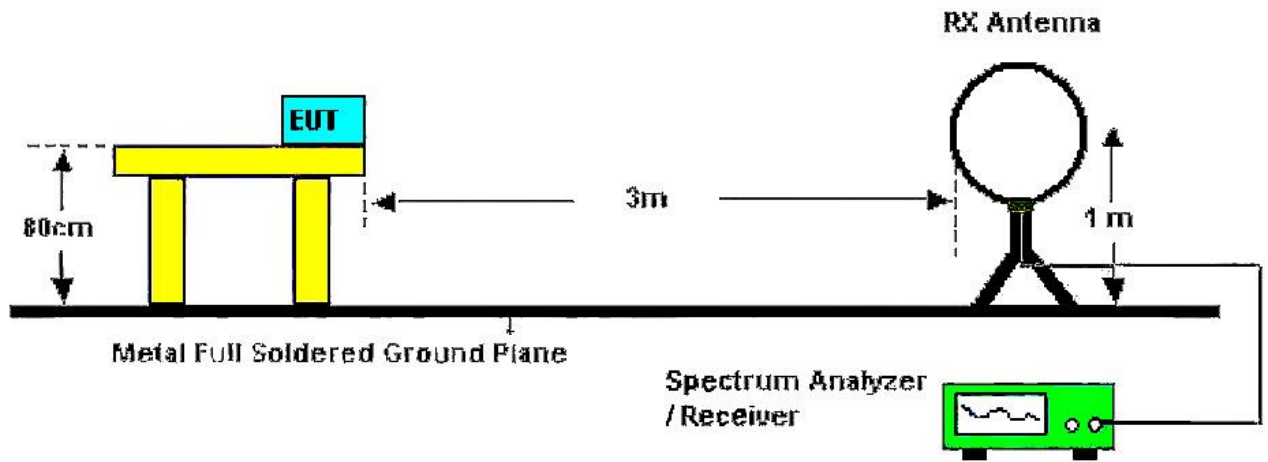 RX Antenna
EUT
80cm
3m
1 m
Metal Full Soldered Ground Plane
Spectrum Analyzer
/ Receiver